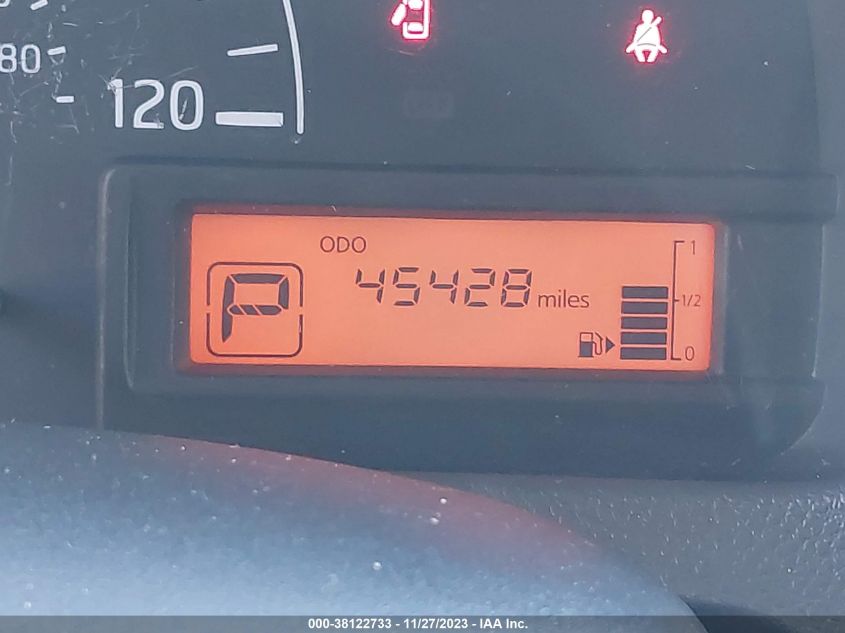 80
120
ODO
P
45428 miles
1
1/2
0
000-38122733 - 11/27/2023 - IAA Inc.